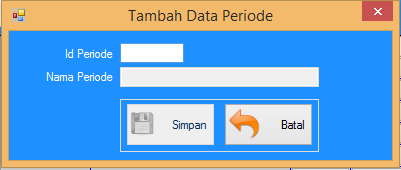 Tambah Data Periode
Id Periode
Nama Periode
Simpan
Batal